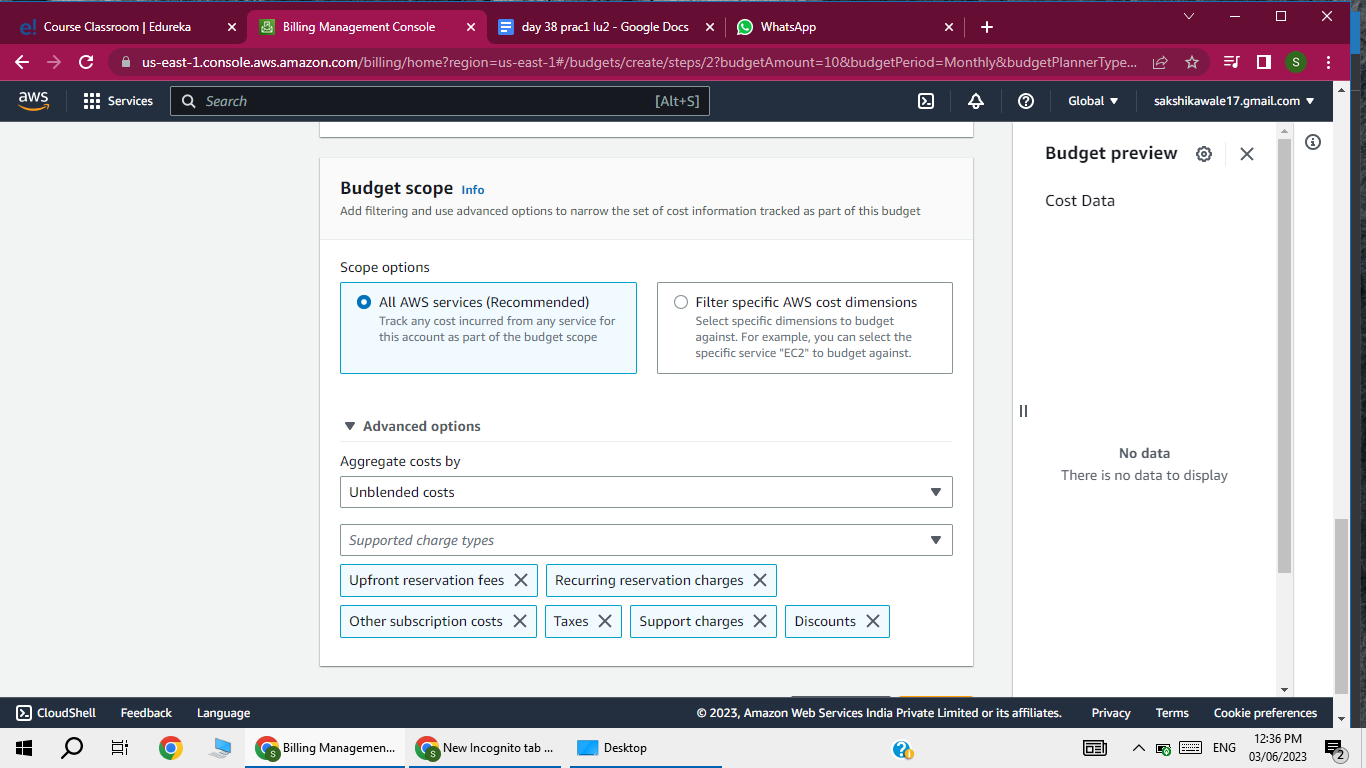 Course Classroom | Edureka
Billing Management Console
day 38 prac1 lu2 - Google Docs
WhatsApp
us-east-1.console.aws.amazon.com/billing/home?region=us-east-1#/budgets/create/steps/2?budgetAmount=10&budgetPeriod=Monthly&budgetPlannerType...
S
aws
Services
Search
[Alt+S]
Global
sakshikawale17.gmail.com
Budget scope Info
Add filtering and use advanced options to narrow the set of cost information tracked as part of this budget
Scope options
All AWS services (Recommended)
Track any cost incurred from any service for
this account as part of the budget scope
Filter specific AWS cost dimensions
Select specific dimensions to budget
against. For example, you can select the
specific service "EC2" to budget against.
Advanced options
Aggregate costs by
Unblended costs
Supported charge types
Upfront reservation fees
Recurring reservation charges
Other subscription costs
Taxes
Support charges
Discounts
Budget preview
Cost Data
No data
There is no data to display
CloudShell
Feedback
Language
© 2023, Amazon Web Services India Private Limited or its affiliates.
Privacy
Terms
Cookie preferences
Billing Managemen...
New Incognito tab ...
Desktop
ENG
12:36 PM
03/06/2023
2